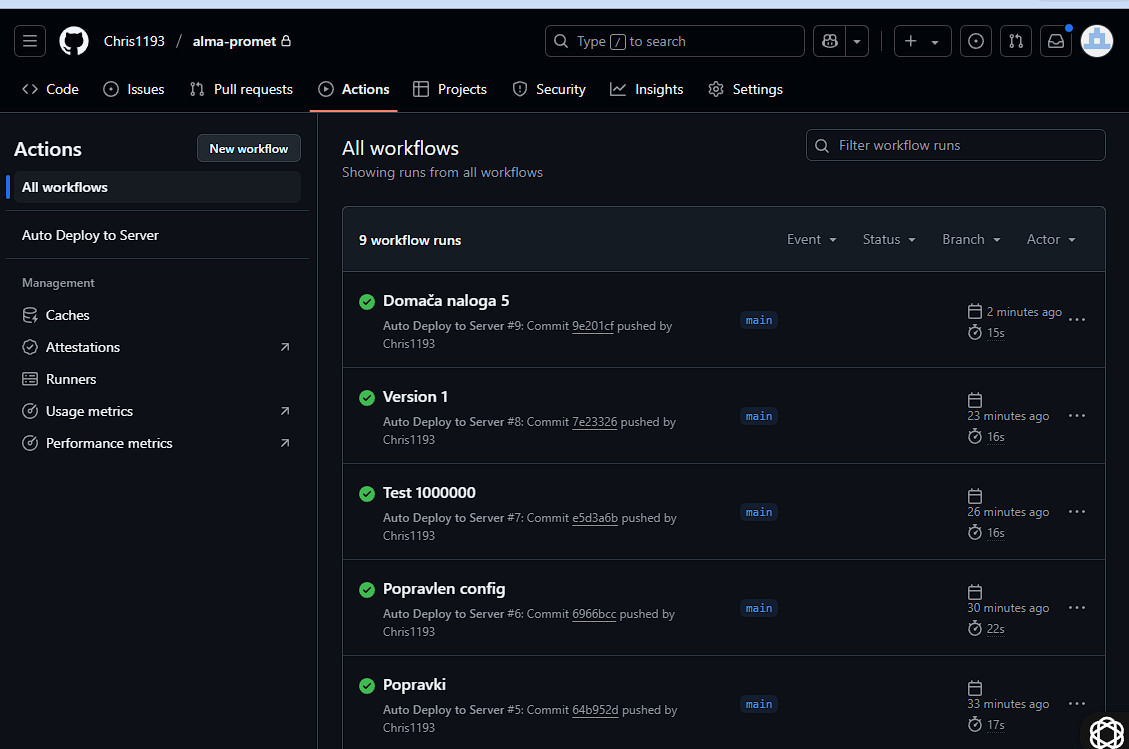 Chris1193 / alma-promet
Type / to search
Code
Issues
Pull requests
Actions
Projects
Security
Insights
Settings
Actions
New workflow
All workflows
Auto Deploy to Server
Management
Caches
Attestations
Runners
Usage metrics
Performance metrics
All workflows
Showing runs from all workflows
Filter workflow runs
9 workflow runs
Event
Status
Branch
Actor
Domača naloga 5
Auto Deploy to Server #9: Commit 9e201cf pushed by
Chris1193
main
2 minutes ago
15s
Version 1
Auto Deploy to Server #8: Commit 7e23326 pushed by
Chris1193
main
23 minutes ago
16s
Test 1000000
Auto Deploy to Server #7: Commit e5d3a6b pushed by
Chris1193
main
26 minutes ago
16s
Popravlen config
Auto Deploy to Server #6: Commit 6966bcc pushed by
Chris1193
main
30 minutes ago
22s
Popravki
Auto Deploy to Server #5: Commit 64b952d pushed by
Chris1193
main
33 minutes ago
17s